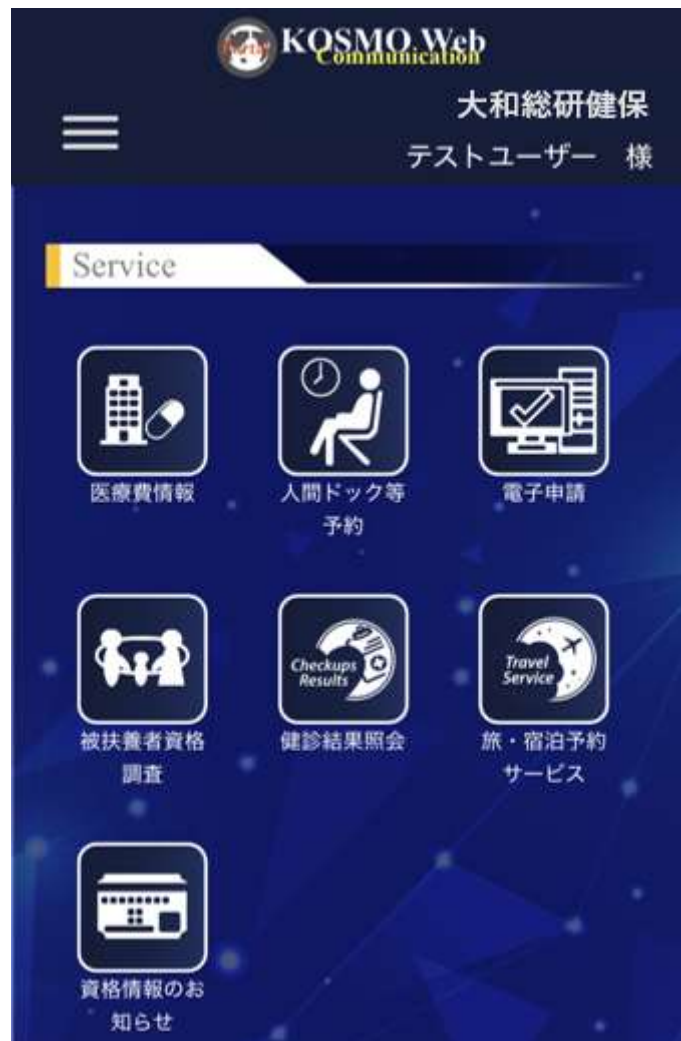 Portal
KOSMO Web
Communication
大和総研健保
テストユーザー 様
Service
医療費情報
人間ドック等
予約
電子申請
被扶養者資格
調査
Checkups
Results
健診結果照会
Travel
Service
旅・宿泊予約
サービス
資格情報のお
知らせ